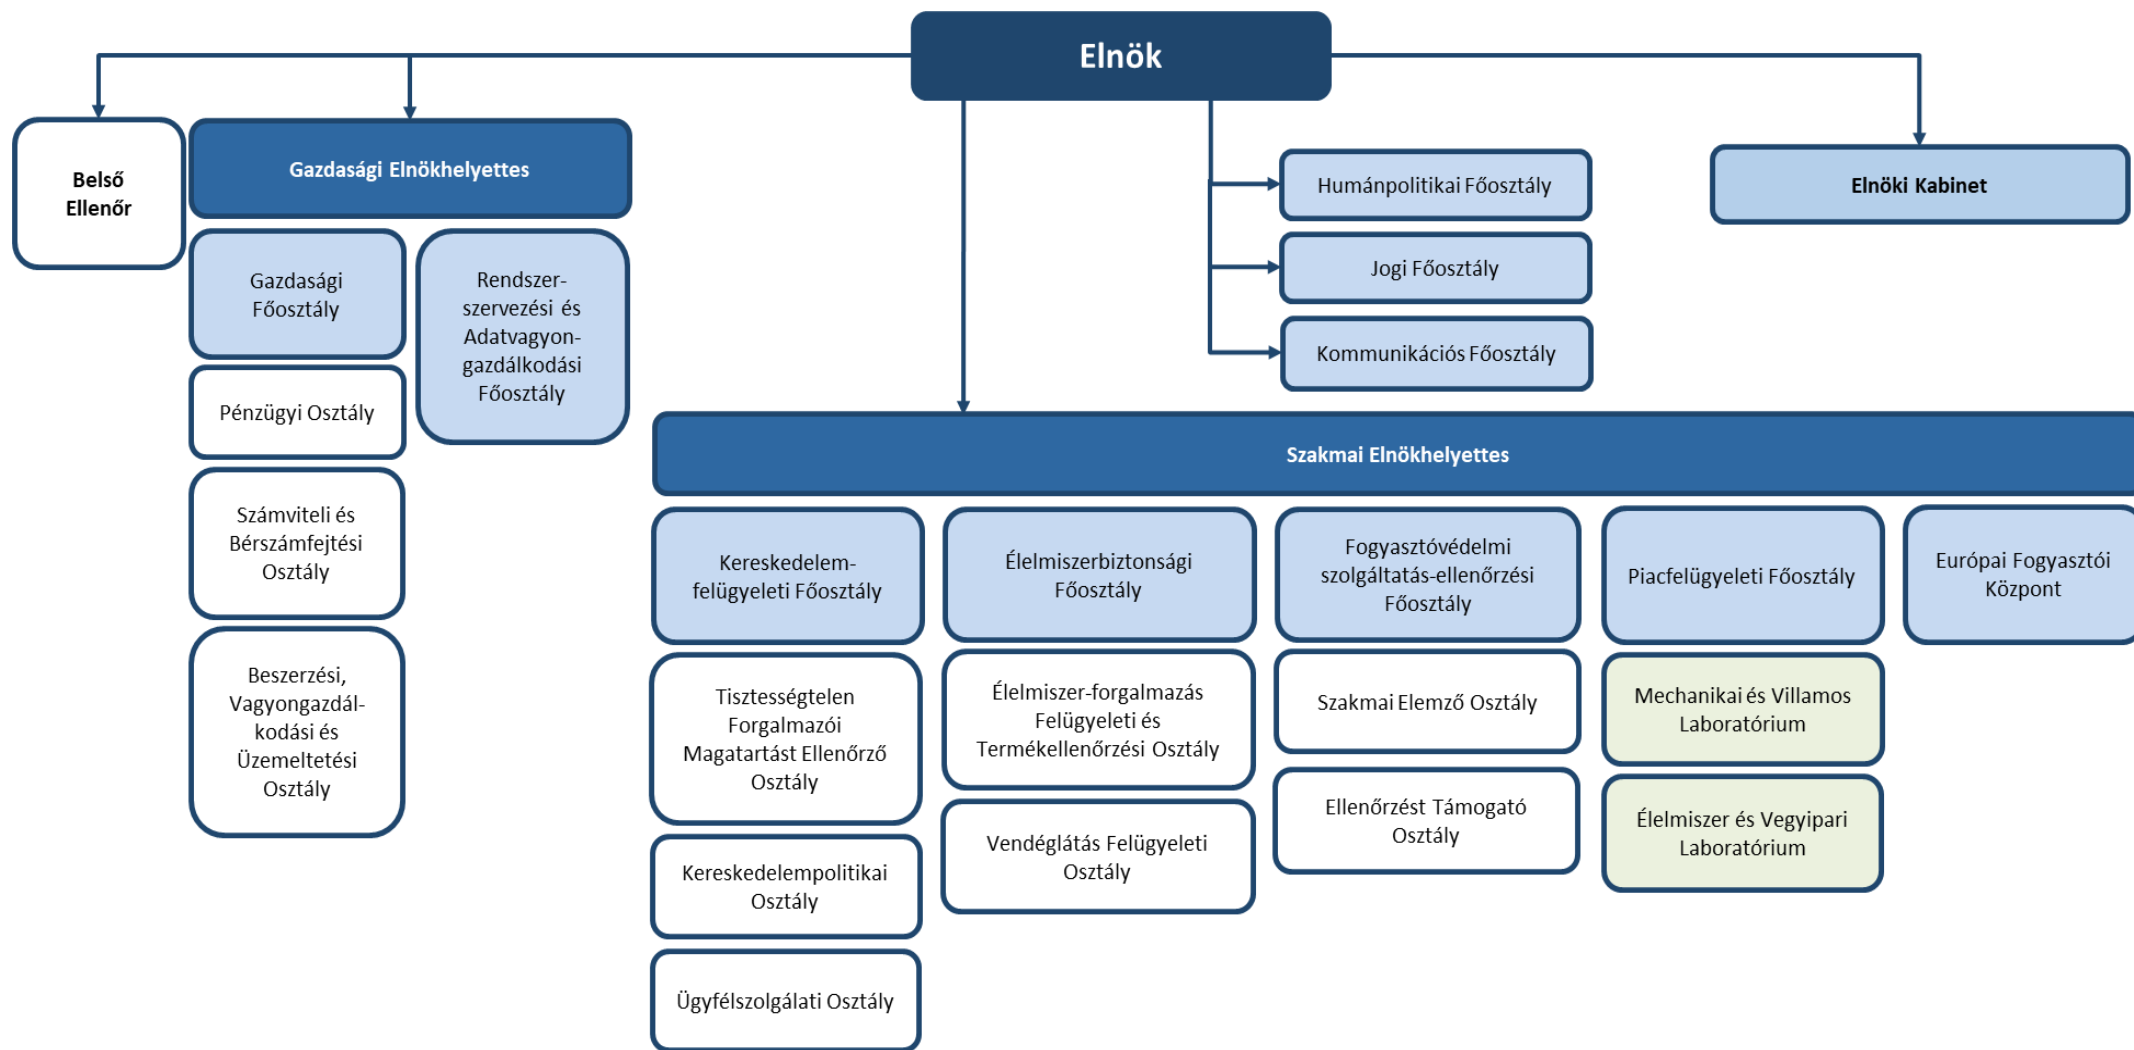 Elnök
Belső
Ellenőr
Gazdasági Elnökhelyettes
Gazdasági
Főosztály
Pénzügyi Osztály
Számviteli és
Bérszámfejtési
Osztály
Beszerzési,
Vagyongazdál-
kodási és
Üzemeltetési
Osztály
Rendszer-
szervezési és
Adatvagyon-
gazdálkodási
Főosztály
Humánpolitikai Főosztály
Jogi Főosztály
Kommunikációs Főosztály
Elnöki Kabinet
Szakmai Elnökhelyettes
Kereskedelem-
felügyeleti Főosztály
Tisztességtelen
Forgalmazói
Magatartást Ellenőrző
Osztály
Kereskedelempolitikai
Osztály
Ügyfélszolgálati Osztály
Élelmiszerbiztonsági
Főosztály
Élelmiszer-forgalmazás
Felügyeleti és
Termékellenőrzési Osztály
Vendéglátás Felügyeleti
Osztály
Fogyasztóvédelmi
szolgáltatás-ellenőrzési
Főosztály
Szakmai Elemző Osztály
Ellenőrzést Támogató
Osztály
Piacfelügyeleti Főosztály
Mechanikai és Villamos
Laboratórium
Élelmiszer és Vegyipari
Laboratórium
Európai Fogyasztói
Központ